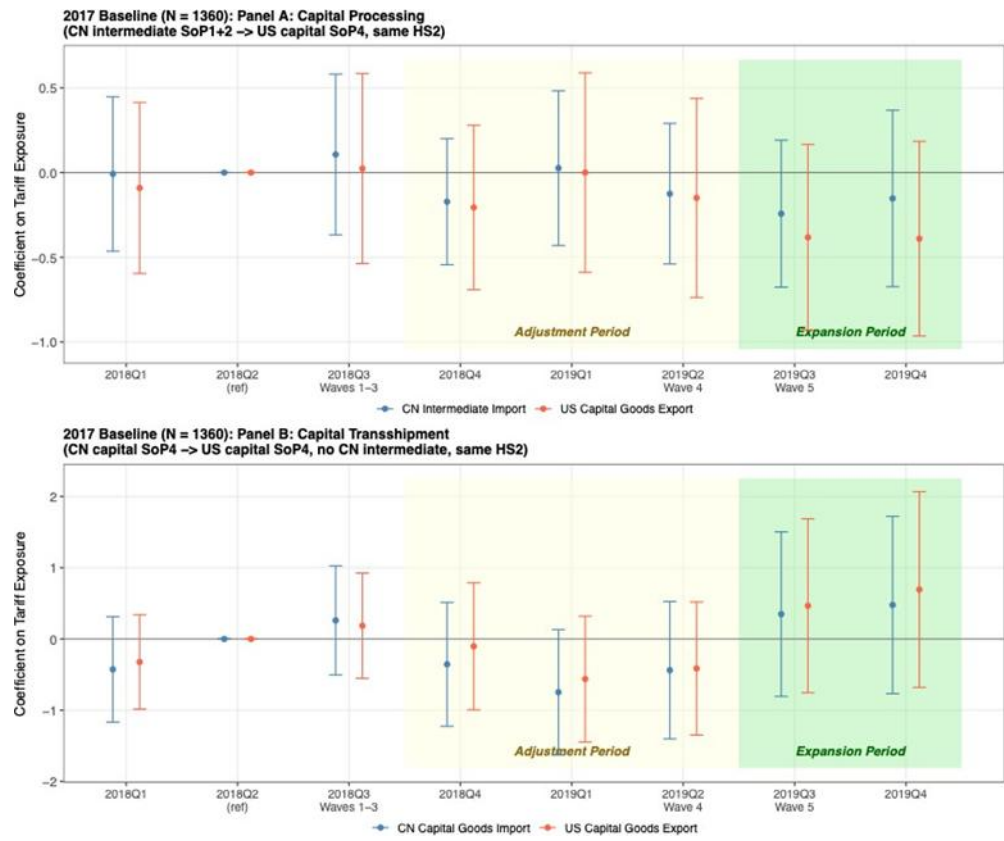 2017 Baseline (N = 1360): Panel A: Capital Processing
(CN intermediate SoP1+2 −> US capital SoP4, same HS2)
Coefficient on Tariff Exposure
0.5
0.0
−0.5
−1.0
Adjustment Period
Expansion Period
2018Q1
2018Q2
(ref)
2018Q3
Waves 1−3
2018Q4
2019Q1
2019Q2
Wave 4
2019Q3
Wave 5
2019Q4
CN Intermediate Import
US Capital Goods Export
2017 Baseline (N = 1360): Panel B: Capital Transshipment
(CN capital SoP4 −> US capital SoP4, no CN intermediate, same HS2)
Coefficient on Tariff Exposure
2
1
0
−1
−2
Adjustment Period
Expansion Period
2018Q1
2018Q2
(ref)
2018Q3
Waves 1−3
2018Q4
2019Q1
2019Q2
Wave 4
2019Q3
Wave 5
2019Q4
CN Capital Goods Import
US Capital Goods Export